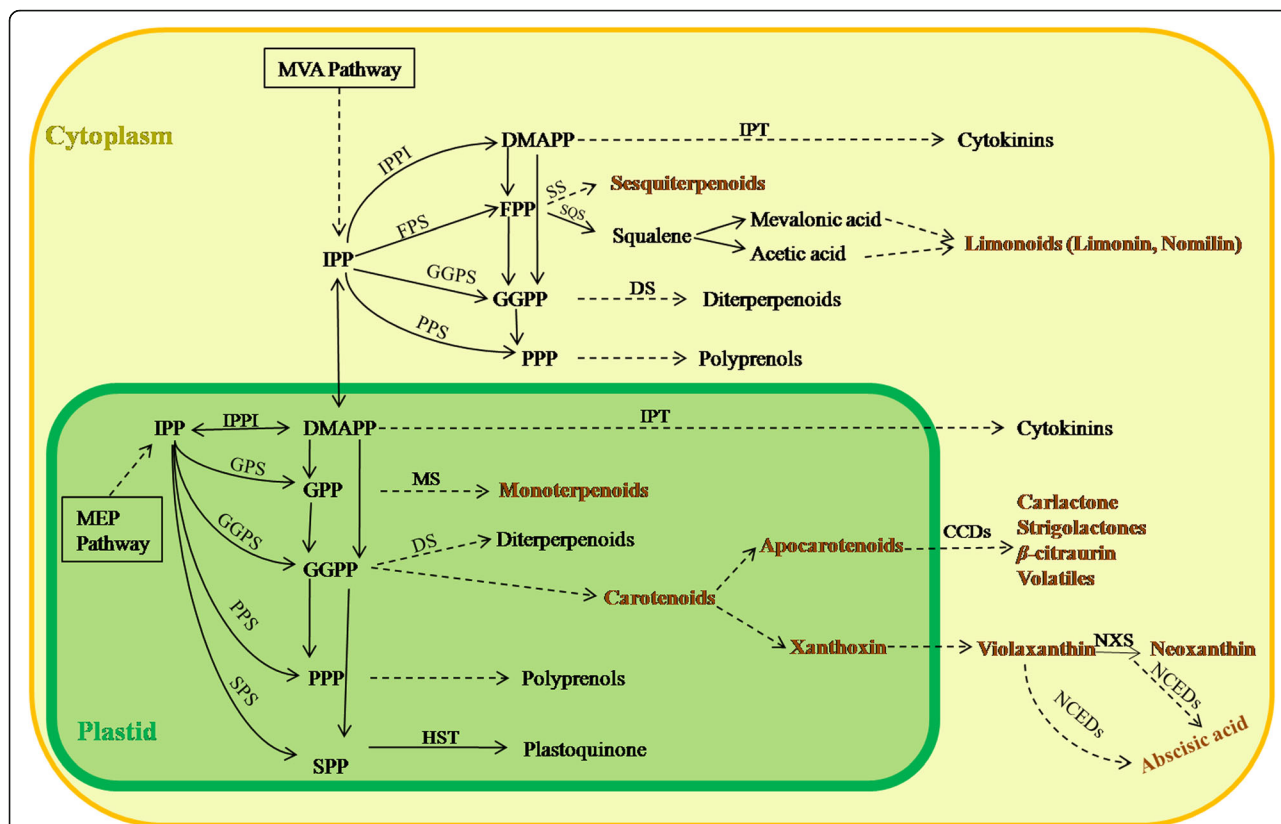 MVA Pathway
Cytoplasm
DMAPP
IPT
Cytokinins
IPPI
SS
Sesquiterpenoids
FPS
FPP
SQS
Squalene
Mevalonic acid
Acetic acid
Limonoids (Limonin, Nomilin)
IPP
GGPS
GGPP
DS
Diterperpenoids
PPS
PPP
Polyprenols
IPP
IPPI
DMAPP
IPT
Cytokinins
GPS
GPP
MS
Monoterpenoids
MEP
Pathway
GGPS
GGPP
DS
Diterperpenoids
Carotenoids
Apocarotenoids
CCDs
Carlactone
Strigolactones
β-citraurin
Volatiles
Xanthoxin
Violaxanthin
NXS
Neoxanthin
NCEDs
NCEDs
Abscisic acid
PPS
PPP
Polyprenols
SPS
Plastid
SPP
HST
Plastoquinone